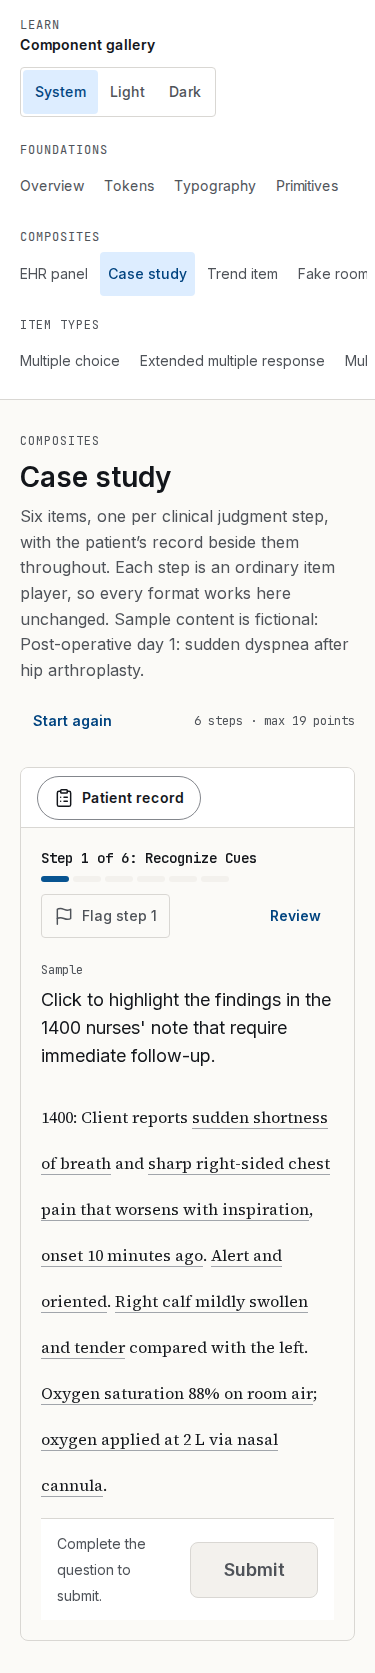 LEARN
Component gallery
System Light Dark
FOUNDATIONS
Overview Tokens Typography Primitives
COMPOSITES
EHR panel Case study Trend item Fake room
ITEM TYPES
Multiple choice Extended multiple response Mul
COMPOSITES
Case study
Six items, one per clinical judgment step,
with the patient’s record beside them
throughout. Each step is an ordinary item
player, so every format works here
unchanged. Sample content is fictional:
Post-operative day 1: sudden dyspnea after
hip arthroplasty.
Start again 6 steps · max 19 points
Patient record
Step 1 of 6: Recognize Cues
Flag step 1 Review
Sample
Click to highlight the findings in the
1400 nurses' note that require
immediate follow-up.
1400: Client reports sudden shortness
of breath and sharp right-sided chest
pain that worsens with inspiration,
onset 10 minutes ago. Alert and
oriented. Right calf mildly swollen
and tender compared with the left.
Oxygen saturation 88% on room air;
oxygen applied at 2 L via nasal
cannula.
Complete the
question to
submit.
Submit